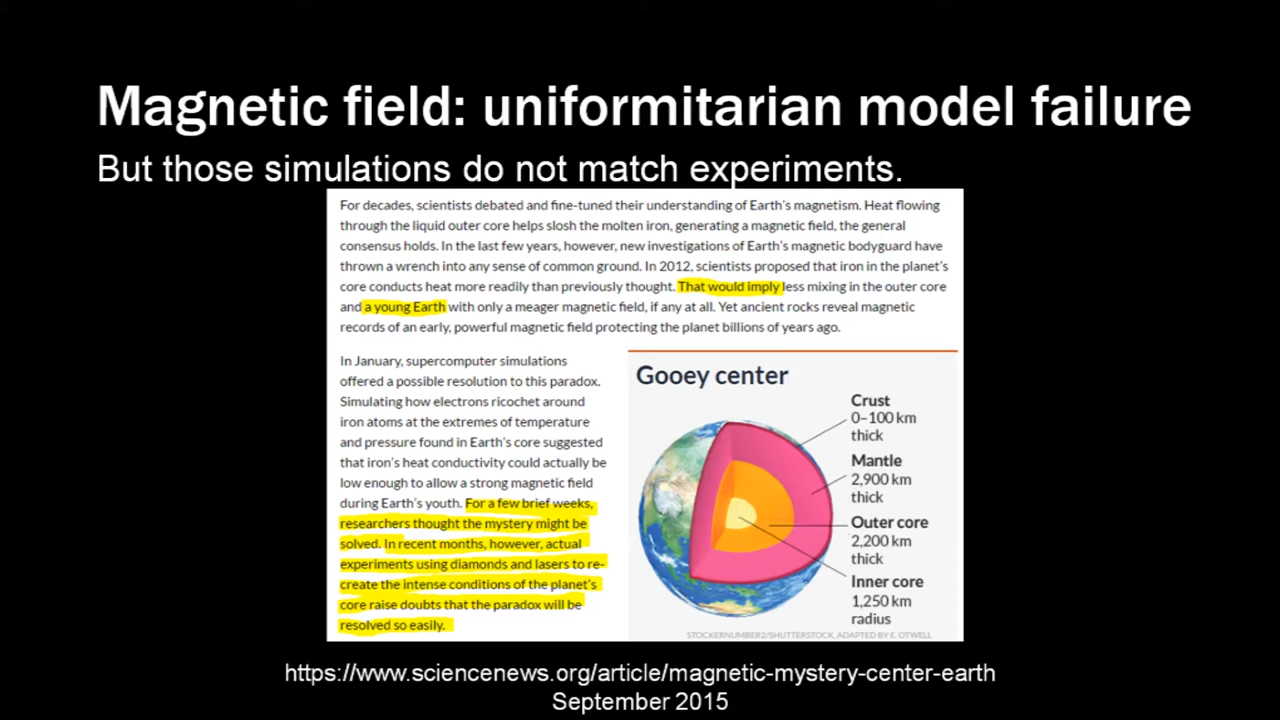 Magnetic field: uniformitarian model failure
But those simulations do not match experiments.
For decades, scientists debated and fine-tuned their understanding of Earth's magnetism. Heat flowing
through the liquid outer core helps slosh the molten iron, generating a magnetic field, the general
consensus holds. In the last few years, however, new investigations of Earth's magnetic bodyguard have
thrown a wrench into any sense of common ground. In 2012, scientists proposed that iron in the planet's
core conducts heat more readily than previously thought. That would imply less mixing in the outer core
and a young Earth with only a meager magnetic field, if any at all. Yet ancient rocks reveal magnetic
records of an early, powerful magnetic field protecting the planet billions of years ago.
In January, supercomputer simulations
offered a possible resolution to this paradox.
Simulating how electrons ricochet around
iron atoms at the extremes of temperature
and pressure found in Earth's core suggested
that iron's heat conductivity could actually be
low enough to allow a strong magnetic field
during Earth's youth. For a few brief weeks,
researchers thought the mystery might be
solved. In recent months, however, actual
experiments using diamonds and lasers to re-
create the intense conditions of the planet's
core raise doubts that the paradox will be
resolved so easily.
Gooey center
Crust
0–100 km
thick
Mantle
2,900 km
thick
Outer core
2,200 km
thick
Inner core
1,250 km
radius
STOCKERNUMBER2/SHUTTERSTOCK, ADAPTED BY E. OTWELL
https://www.sciencenews.org/article/magnetic-mystery-center-earth
September 2015